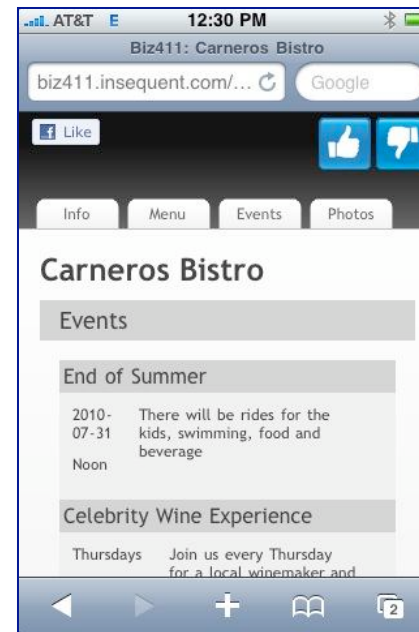 AT&T E 12:30 PM
Biz411: Carneros Bistro
biz411.insequent.com/... Google
f Like
Info Menu Events Photos
Carneros Bistro
Events
End of Summer
2010- There will be rides for the
07-31 kids, swimming, food and
beverage
Noon
Celebrity Wine Experience
Thursdays Join us every Thursday
for a local winemaker and
2